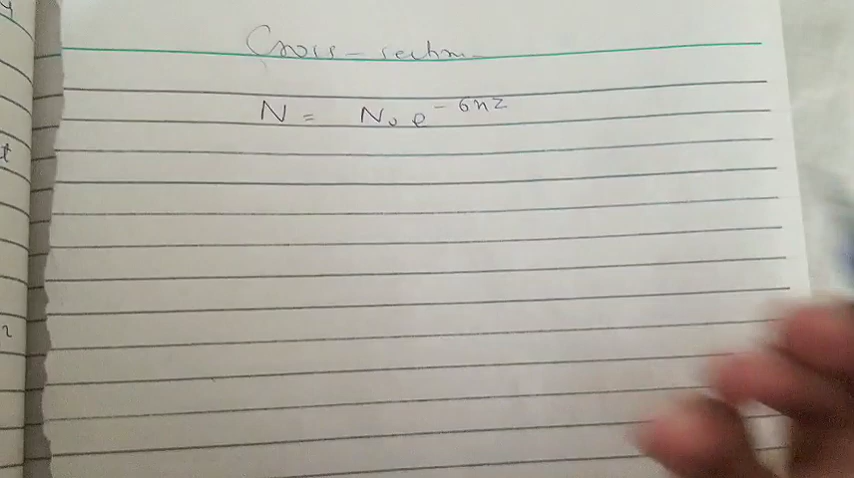 Cross-section
N = N₀ e^{-σnz}
t